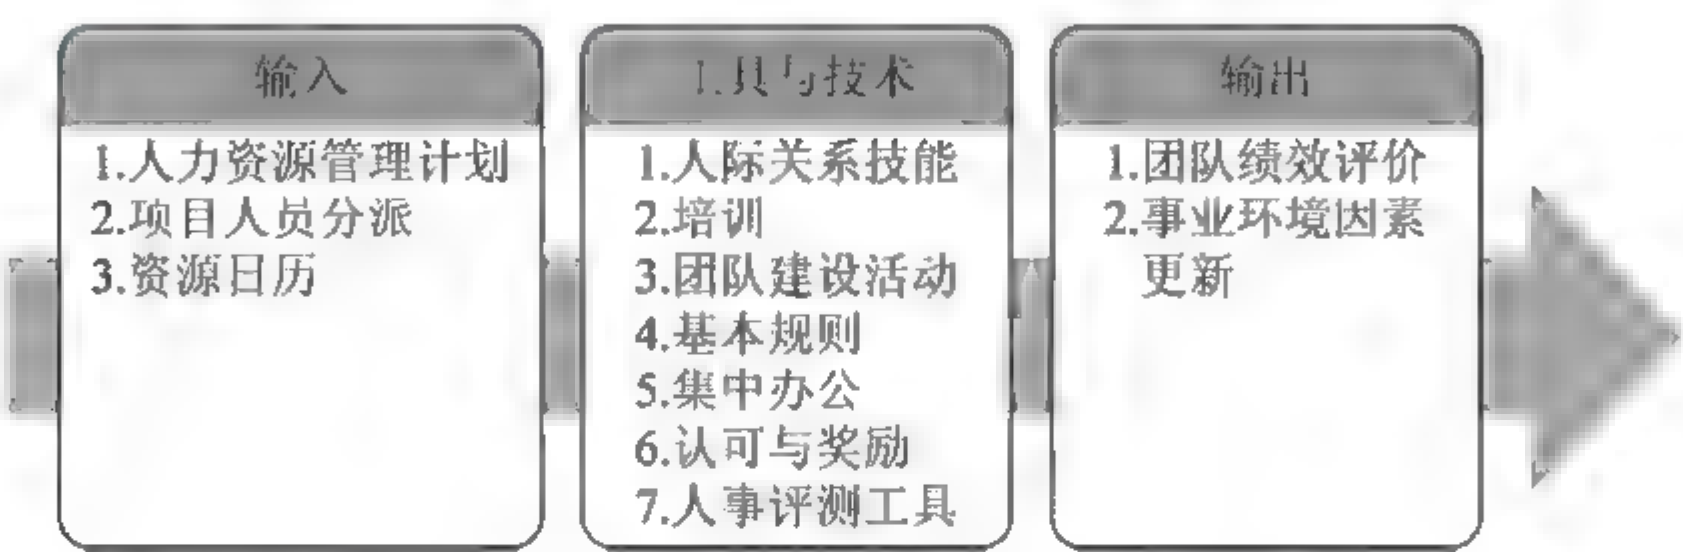 输入
1.人力资源管理计划
2.项目人员分派
3.资源日历
工具与技术
1.人际关系技能
2.培训
3.团队建设活动
4.基本规则
5.集中办公
6.认可与奖励
7.人事评测工具
输出
1.团队绩效评价
2.事业环境因素
更新